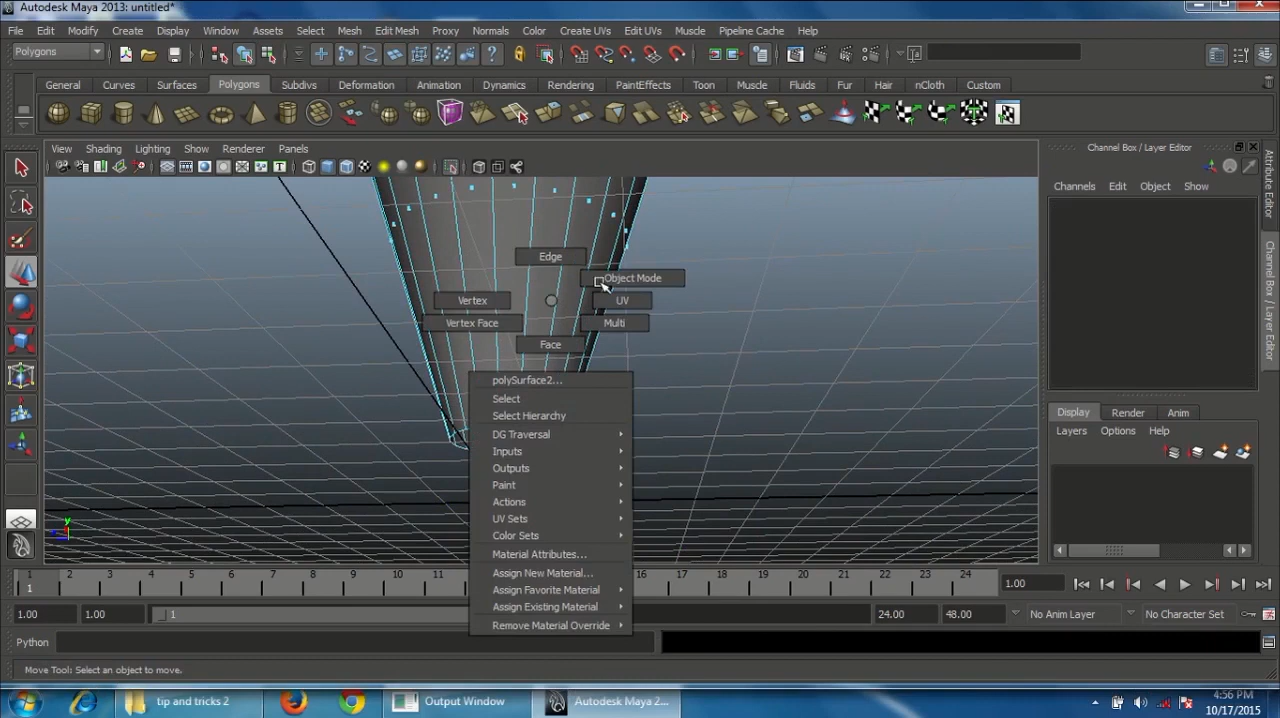 Autodesk Maya 2013: untitled*
File Edit Modify Create Display Window Assets Select Mesh Edit Mesh Proxy Normals Color Create UVs Edit UVs Muscle Pipeline Cache Help
Polygons
General Curves Surfaces Polygons Subdivs Deformation Animation Dynamics Rendering PaintEffects Toon Muscle Fluids Fur Hair nCloth Custom
View Shading Lighting Show Renderer Panels
Channel Box / Layer Editor
Channels Edit Object Show
Attribute Editor
Channel Box / Layer Editor
Edge
Object Mode
Vertex
UV
Vertex Face
Multi
Face
polySurface2...
Select
Select Hierarchy
DG Traversal
Inputs
Outputs
Paint
Actions
UV Sets
Color Sets
Material Attributes...
Assign New Material...
Assign Favorite Material
Assign Existing Material
Remove Material Override
Display Render Anim
Layers Options Help
y
1 2 3 4 5 6 7 8 9 10 11 16 17 18 19 20 21 22 23 24
1
1.00
1.00 1.00 1 24.00 48.00 No Anim Layer No Character Set
Python
Move Tool: Select an object to move.
tip and tricks 2 Output Window Autodesk Maya 2...
4:56 PM
10/17/2015